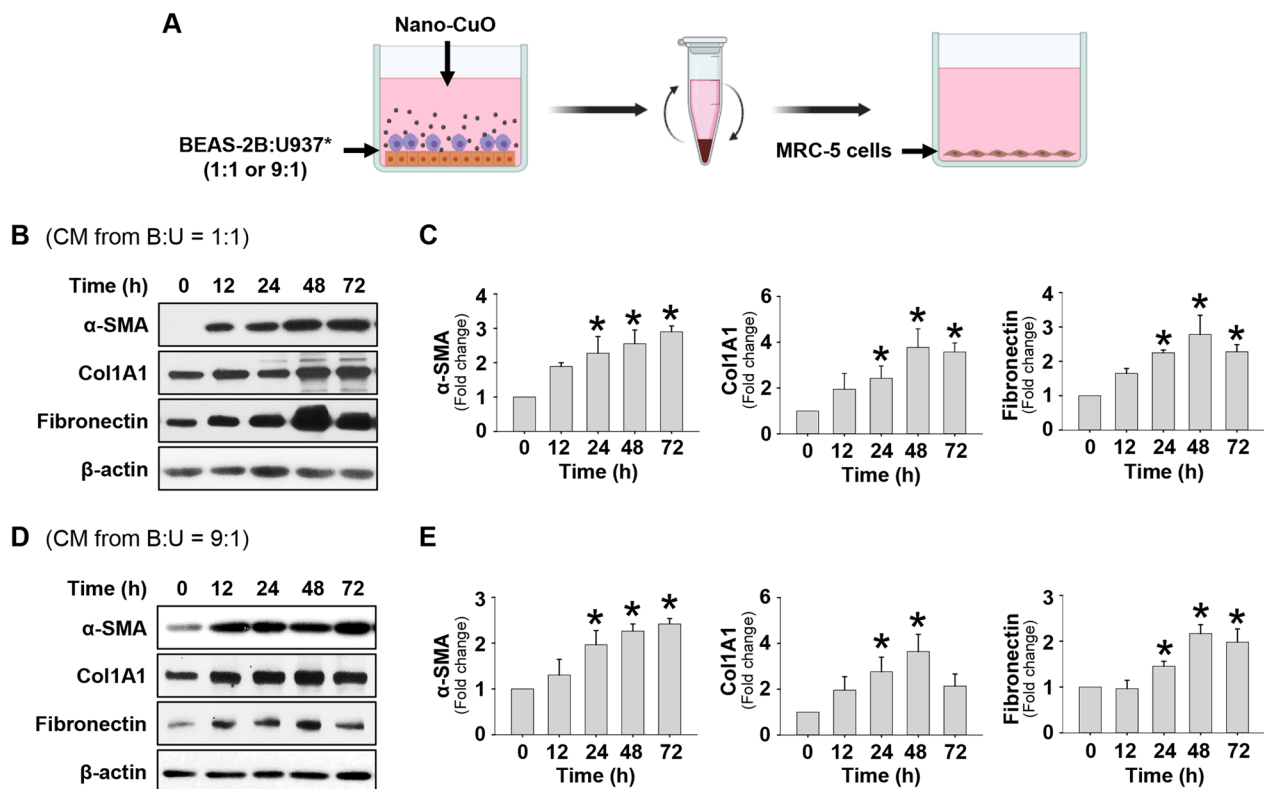 A
Nano-CuO
BEAS-2B:U937*
(1:1 or 9:1)
MRC-5 cells
B (CM from B:U = 1:1)
Time (h) 0 12 24 48 72
α-SMA
Col1A1
Fibronectin
β-actin
C
α-SMA
(Fold change)
4
3
2
1
0
* * *
0 12 24 48 72
Time (h)
Col1A1
(Fold change)
6
4
2
0
* * *
0 12 24 48 72
Time (h)
Fibronectin
(Fold change)
4
3
2
1
0
* * *
0 12 24 48 72
Time (h)
D (CM from B:U = 9:1)
Time (h) 0 12 24 48 72
α-SMA
Col1A1
Fibronectin
β-actin
E
α-SMA
(Fold change)
3
2
1
0
* * *
0 12 24 48 72
Time (h)
Col1A1
(Fold change)
6
4
2
0
* *
0 12 24 48 72
Time (h)
Fibronectin
(Fold change)
3
2
1
0
* * *
0 12 24 48 72
Time (h)